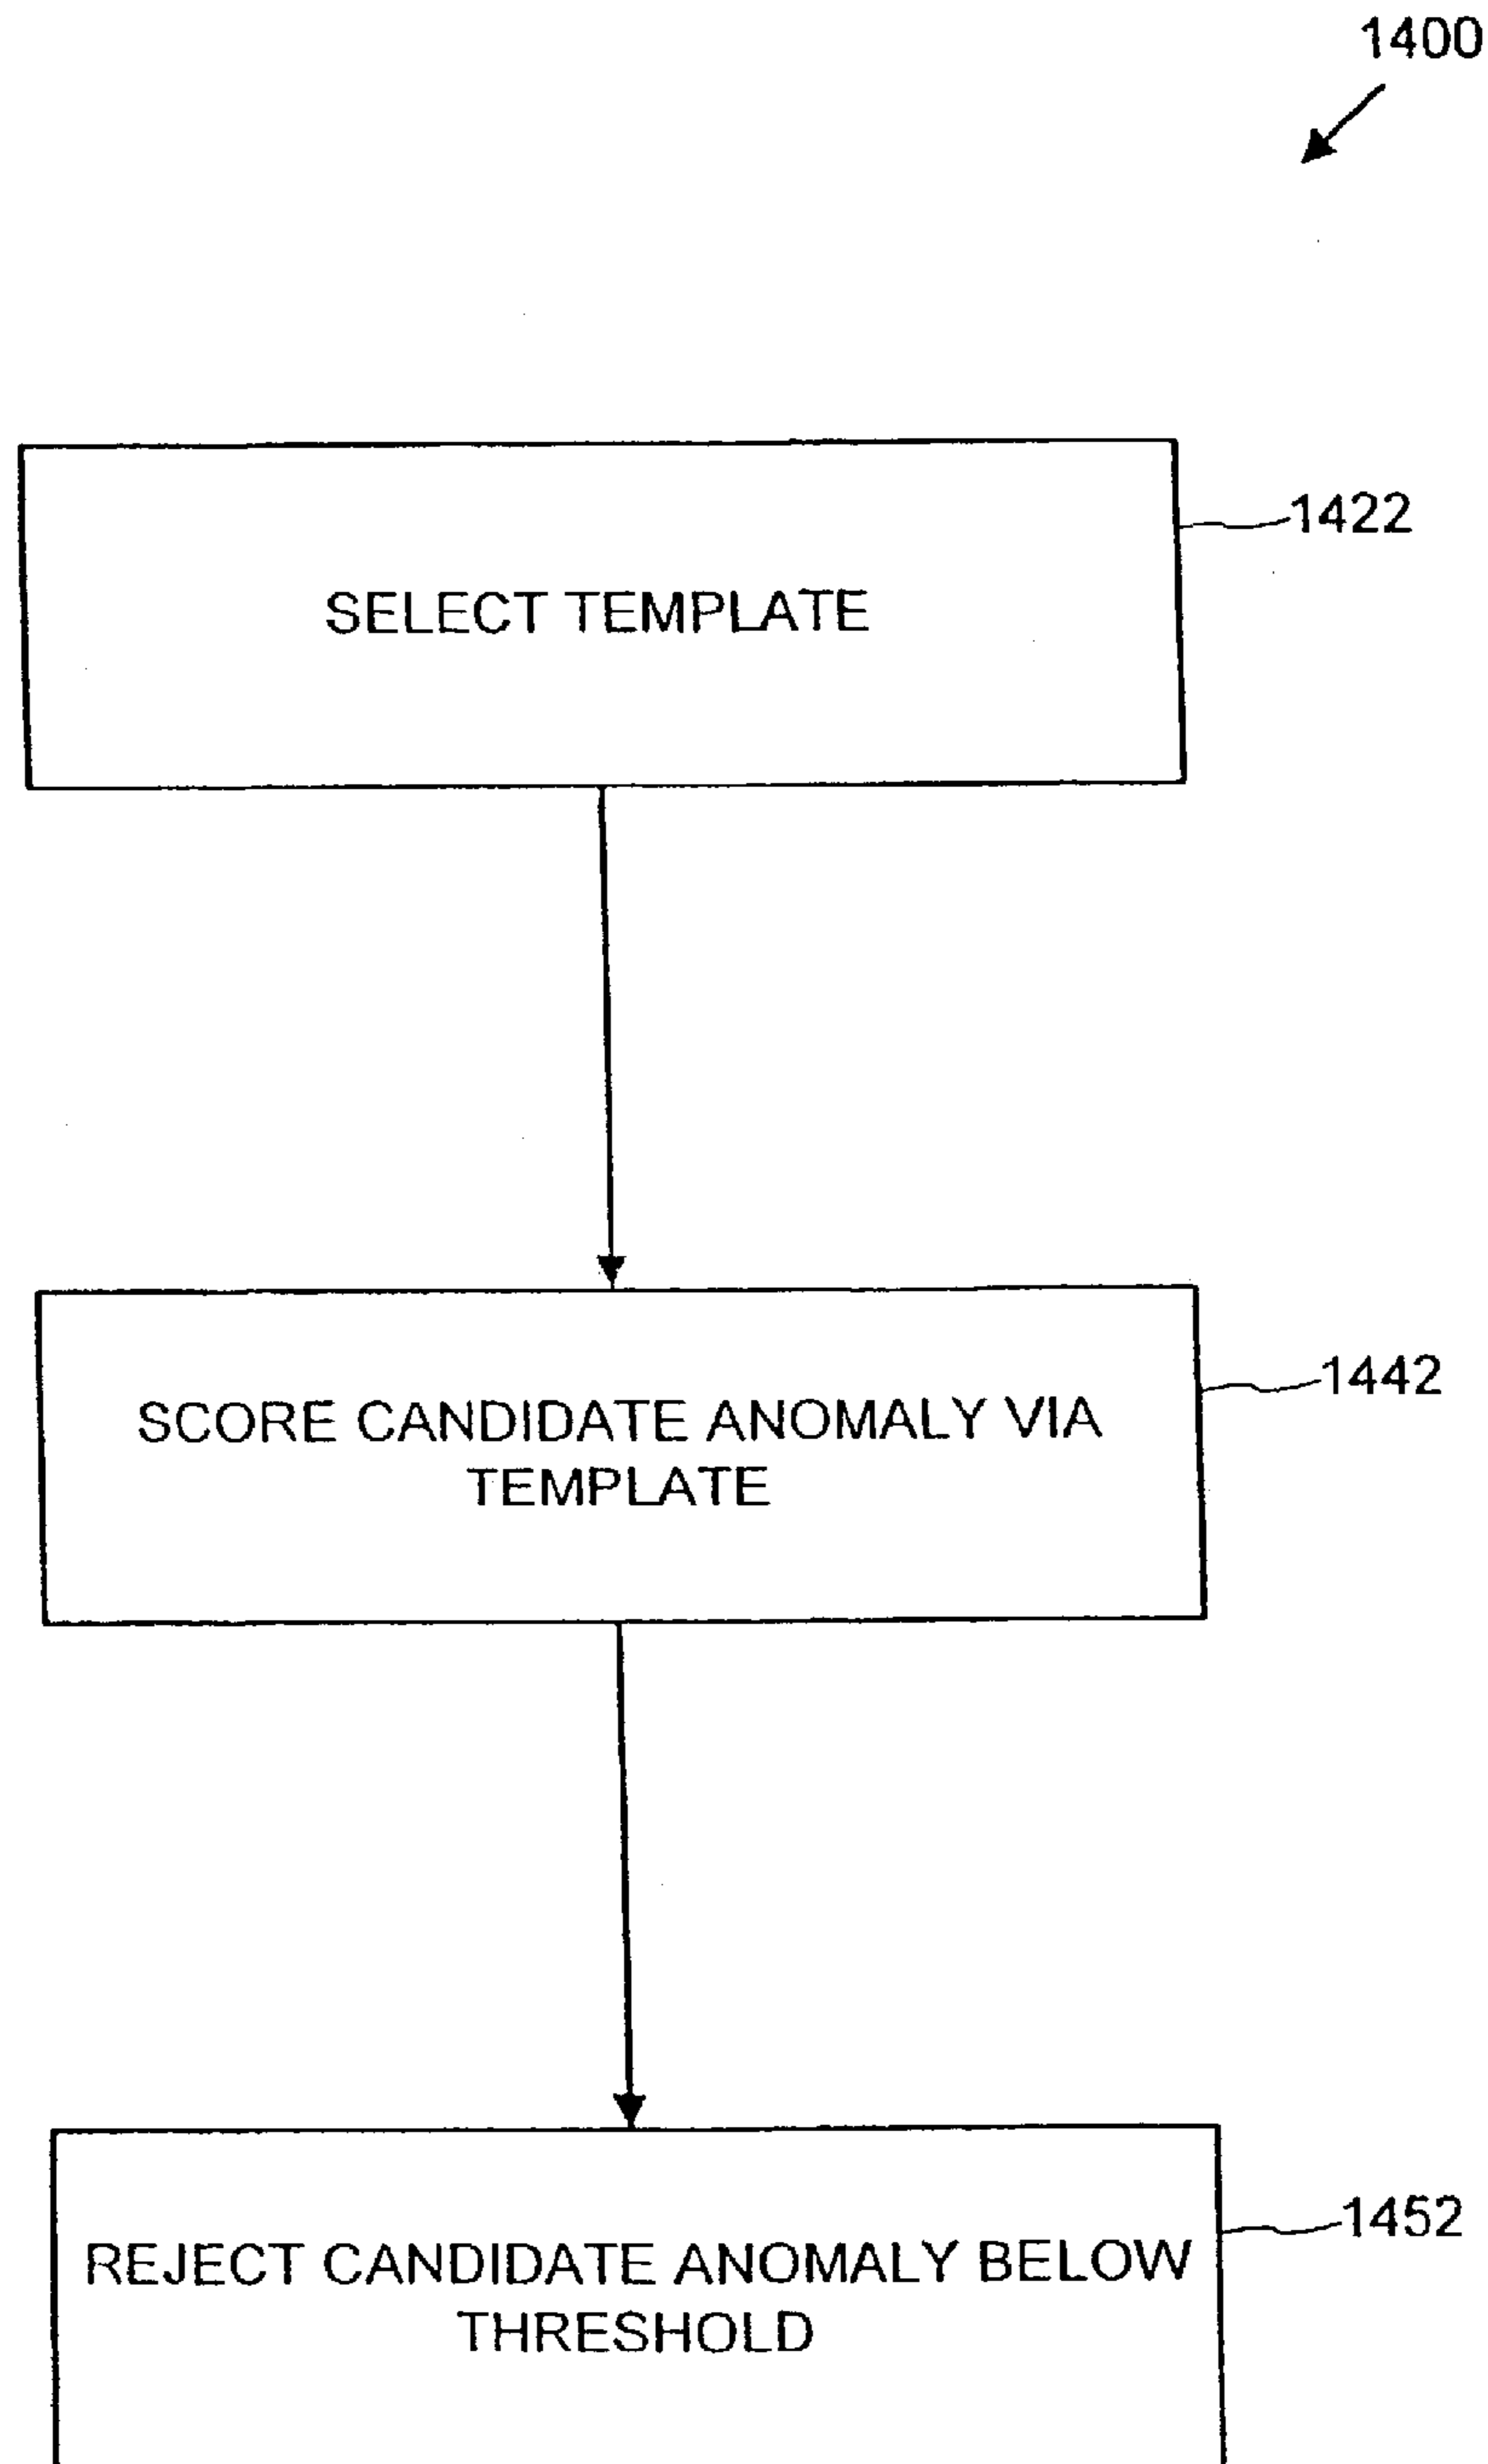 1400
1422
SELECT TEMPLATE
1442
SCORE CANDIDATE ANOMALY VIA
TEMPLATE
1452
REJECT CANDIDATE ANOMALY BELOW
THRESHOLD